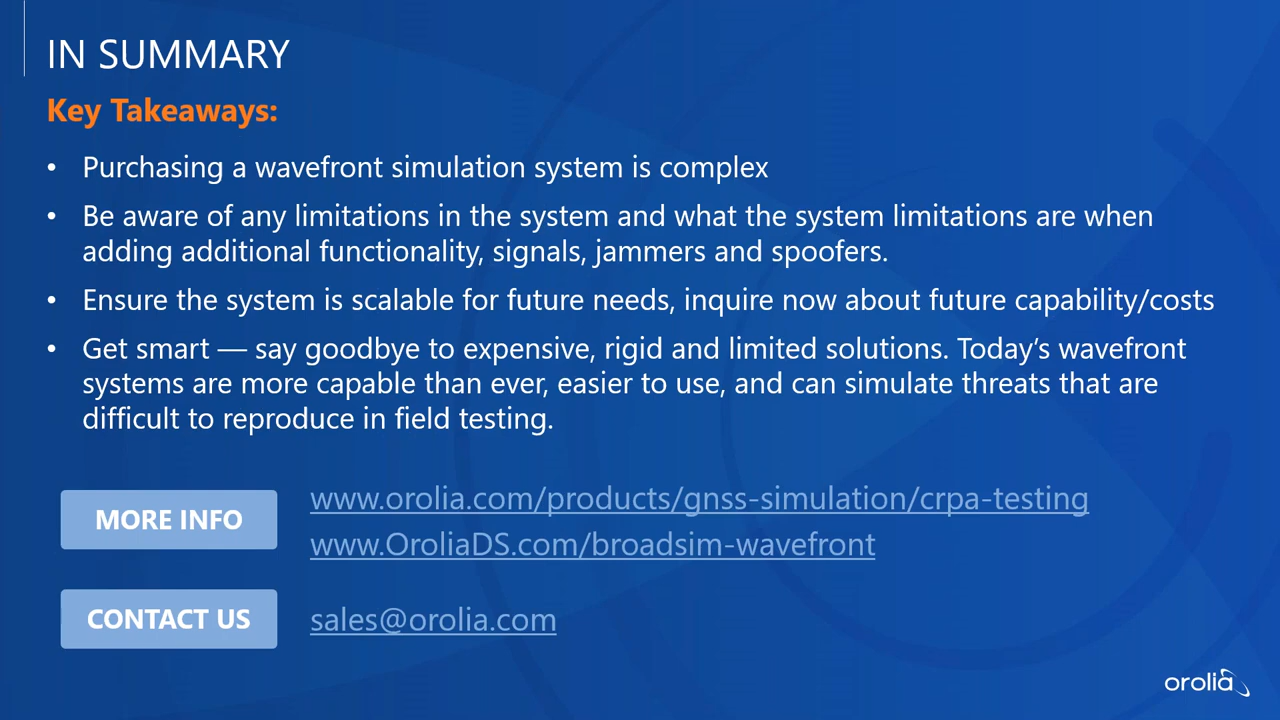 IN SUMMARY
Key Takeaways:
• Purchasing a wavefront simulation system is complex
• Be aware of any limitations in the system and what the system limitations are when
adding additional functionality, signals, jammers and spoofers.
• Ensure the system is scalable for future needs, inquire now about future capability/costs
• Get smart — say goodbye to expensive, rigid and limited solutions. Today’s wavefront
systems are more capable than ever, easier to use, and can simulate threats that are
difficult to reproduce in field testing.
MORE INFO
www.orolia.com/products/gnss-simulation/crpa-testing
www.OroliaDS.com/broadsim-wavefront
CONTACT US
sales@orolia.com
orolia